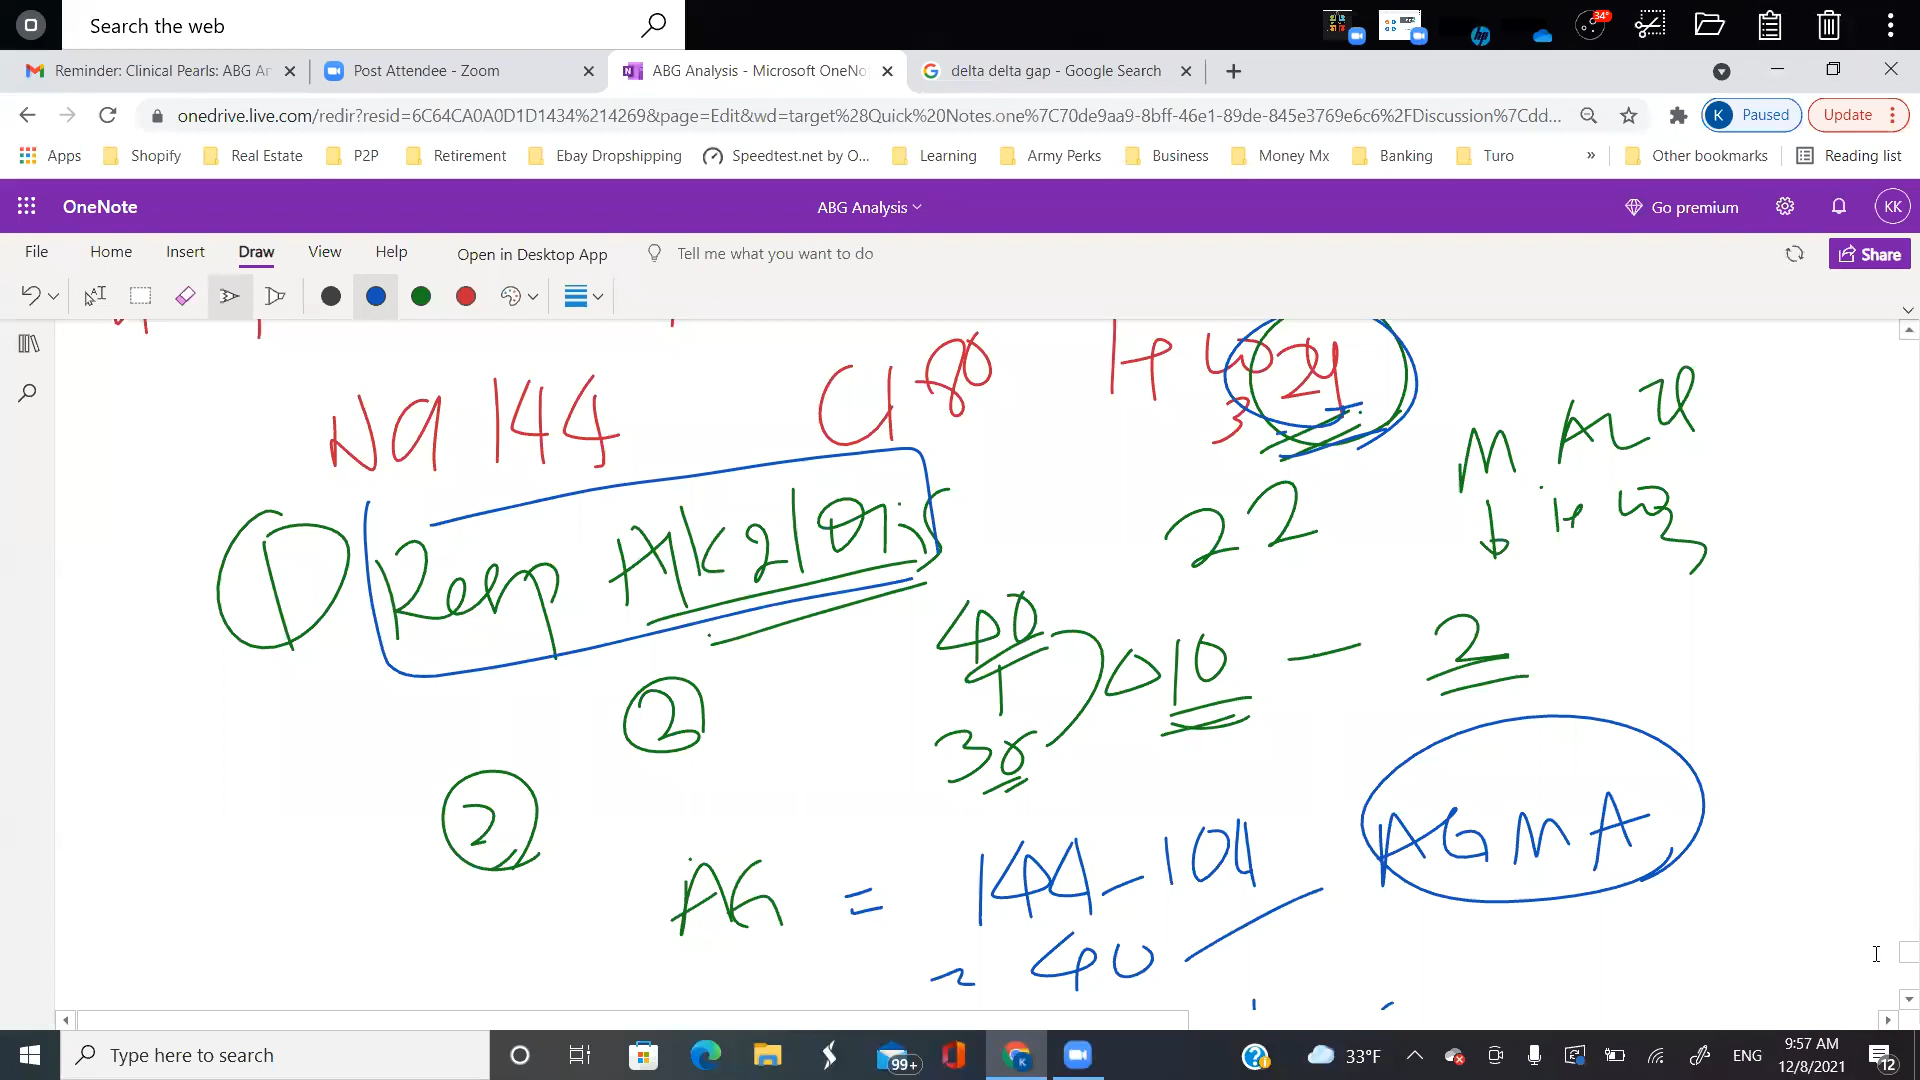 Search the web
34°
Reminder: Clinical Pearls: ABG An
Post Attendee - Zoom
ABG Analysis - Microsoft OneNo
delta delta gap - Google Search
onedrive.live.com/redir?resid=6C64CA0A0D1D1434%214269&page=Edit&wd=target%28Quick%20Notes.one%7C70de9aa9-8bff-46e1-89de-845e3769e6c6%2FDiscussion%7Cdd...
K Paused
Update
Apps
Shopify
Real Estate
P2P
Retirement
Ebay Dropshipping
Speedtest.net by O...
Learning
Army Perks
Business
Money Mx
Banking
Turo
»
Other bookmarks
Reading list
OneNote
ABG Analysis
Go premium
KK
File
Home
Insert
Draw
View
Help
Open in Desktop App
Tell me what you want to do
Share
Na 144
Cl 80
24
1 Resp Alkalosis
22
40
30
10 - 2
2
2
AG = 144 - 104
40
AGMA
Type here to search
99+
33°F
ENG
9:57 AM
12/8/2021
12